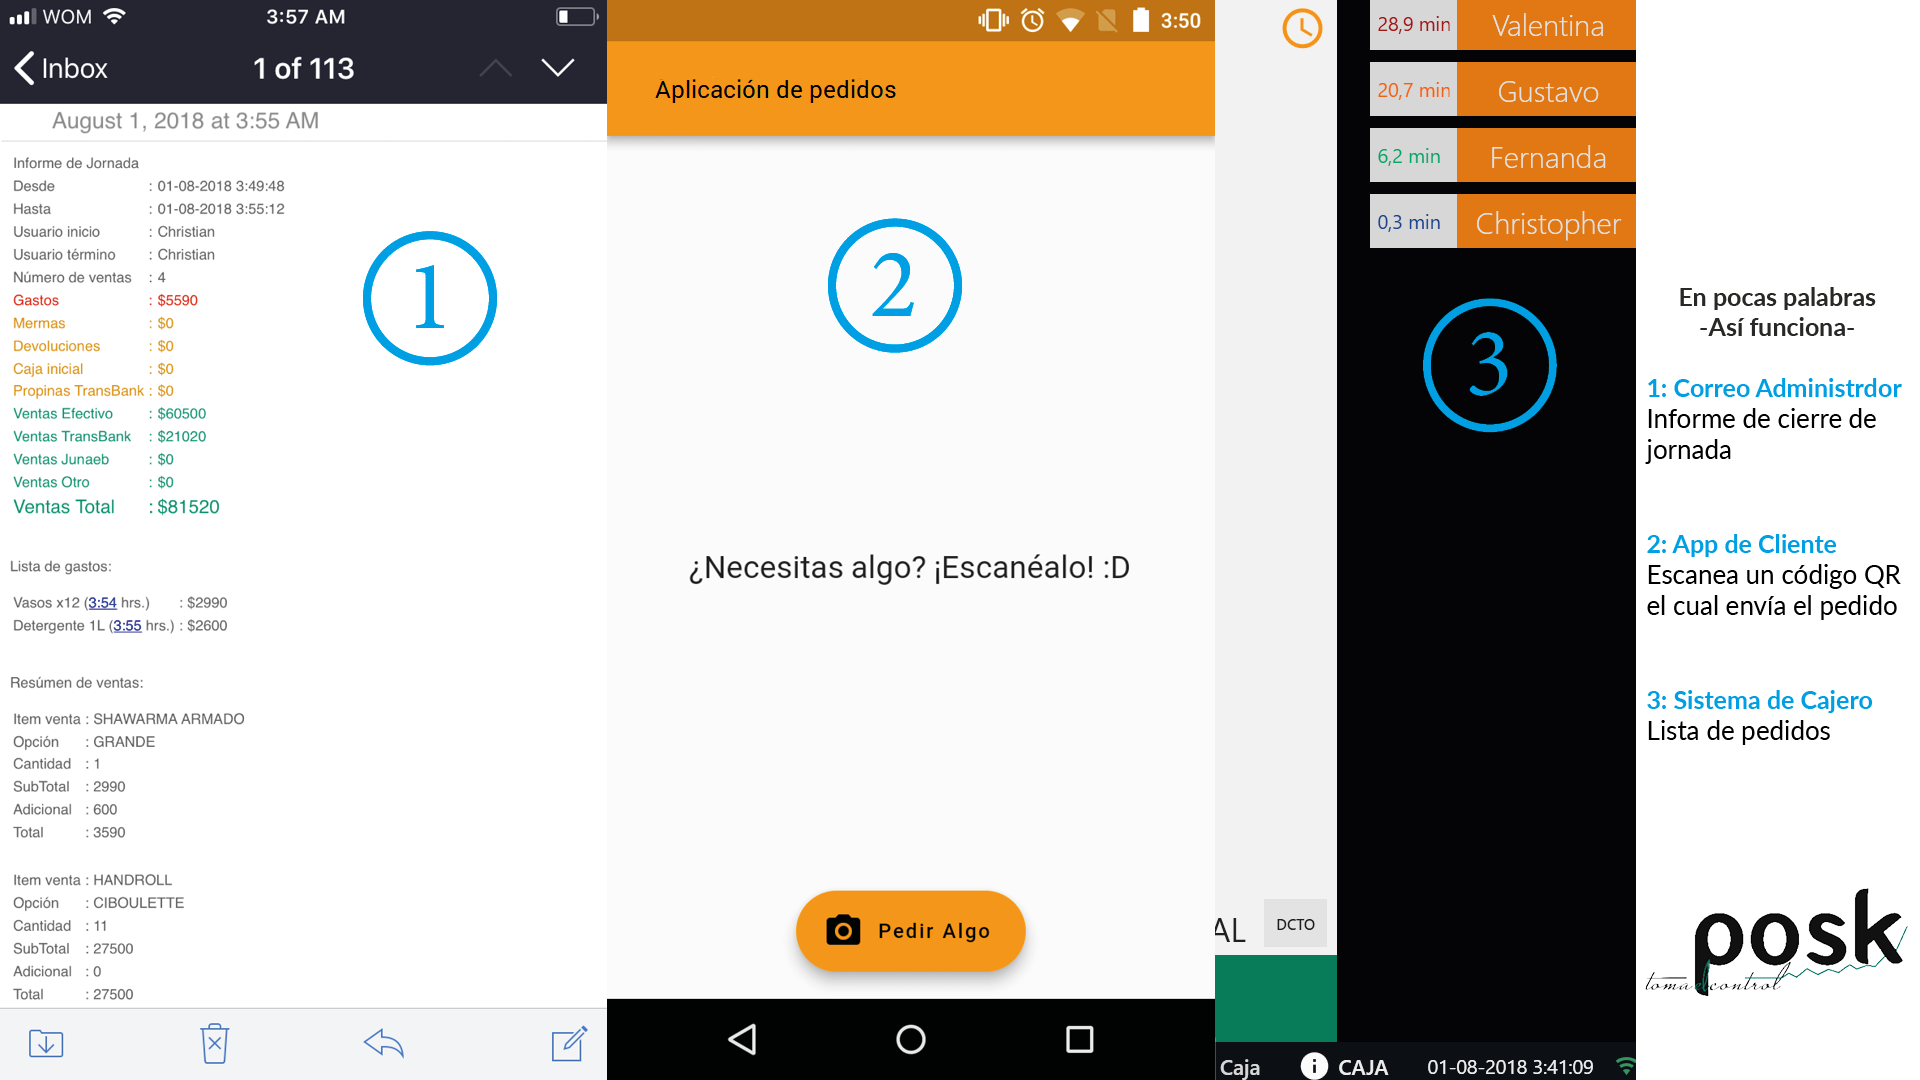 WOM
3:57 AM
Inbox
1 of 113
August 1, 2018 at 3:55 AM
Informe de Jornada
Desde : 01-08-2018 3:49:48
Hasta : 01-08-2018 3:55:12
Usuario inicio : Christian
Usuario término : Christian
Número de ventas : 4
Gastos : $5590
Mermas : $0
Devoluciones : $0
Caja inicial : $0
Propinas TransBank : $0
Ventas Efectivo : $60500
Ventas TransBank : $21020
Ventas Junaeb : $0
Ventas Otro : $0
Ventas Total : $81520
Lista de gastos:
Vasos x12 (3:54 hrs.) : $2990
Detergente 1L (3:55 hrs.) : $2600
Resúmen de ventas:
Item venta : SHAWARMA ARMADO
Opción : GRANDE
Cantidad : 1
SubTotal : 2990
Adicional : 600
Total : 3590
Item venta : HANDROLL
Opción : CIBOULETTE
Cantidad : 11
SubTotal : 27500
Adicional : 0
Total : 27500
1
3:50
Aplicación de pedidos
2
¿Necesitas algo? ¡Escanéalo! :D
Pedir Algo
28,9 min Valentina
20,7 min Gustavo
6,2 min Fernanda
0,3 min Christopher
3
AL
DCTO
Caja
CAJA
01-08-2018 3:41:09
En pocas palabras
-Así funciona-
1: Correo Administrdor
Informe de cierre de
jornada
2: App de Cliente
Escanea un código QR
el cual envía el pedido
3: Sistema de Cajero
Lista de pedidos
posk
tomaelcontrol